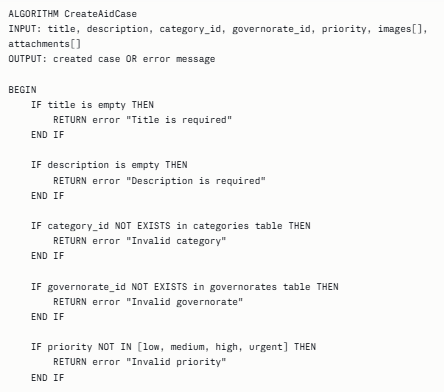 ALGORITHM CreateAidCase
INPUT: title, description, category_id, governorate_id, priority, images[],
attachments[]
OUTPUT: created case OR error message

BEGIN
    IF title is empty THEN
        RETURN error "Title is required"
    END IF

    IF description is empty THEN
        RETURN error "Description is required"
    END IF

    IF category_id NOT EXISTS in categories table THEN
        RETURN error "Invalid category"
    END IF

    IF governorate_id NOT EXISTS in governorates table THEN
        RETURN error "Invalid governorate"
    END IF

    IF priority NOT IN [low, medium, high, urgent] THEN
        RETURN error "Invalid priority"
    END IF